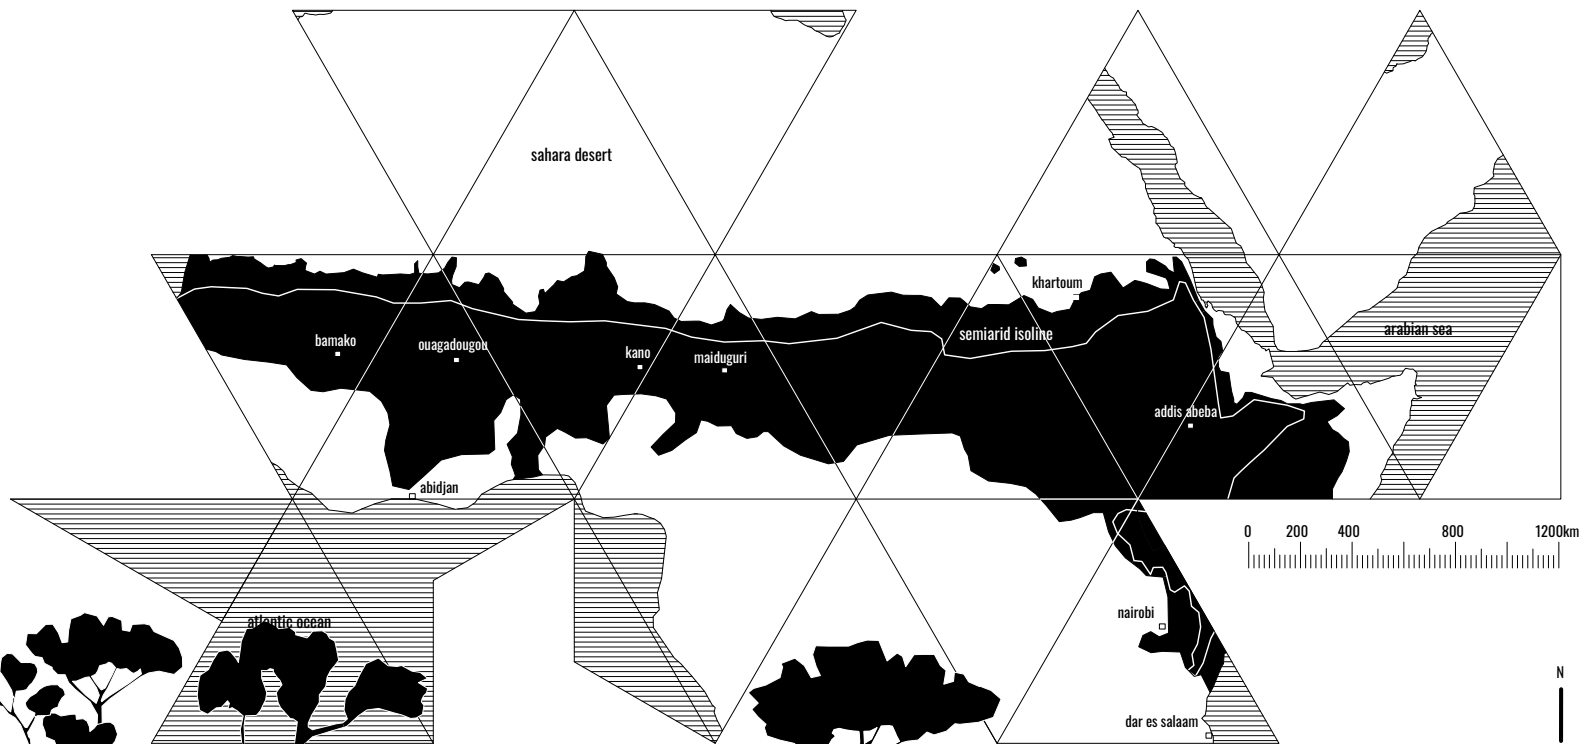 sahara desert
khartoum
semiarid isoline
arabian sea
bamako
ouagadougou
kano
maiduguri
addis abeba
abidjan
0 200 400 800 1200km
nairobi
atlantic ocean
N
dar es salaam